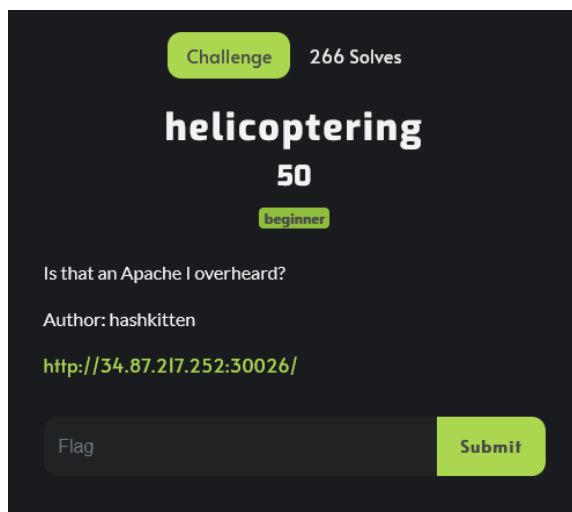 Challenge 266 Solves
helicoptering
50
beginner
Is that an Apache I overheard?
Author: hashkitten
http://34.87.217.252:30026/
Flag Submit